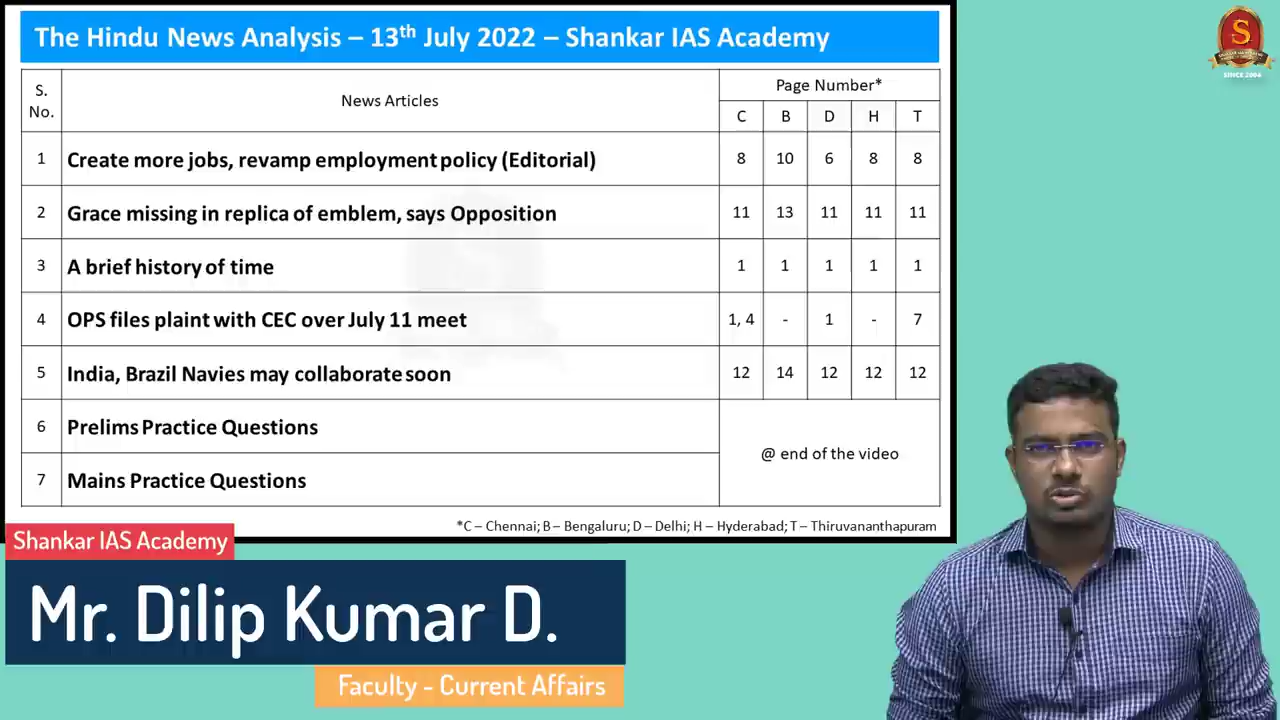 The Hindu News Analysis – 13th July 2022 – Shankar IAS Academy
S. No. News Articles Page Number*
C B D H T
1 Create more jobs, revamp employment policy (Editorial) 8 10 6 8 8
2 Grace missing in replica of emblem, says Opposition 11 13 11 11 11
3 A brief history of time 1 1 1 1 1
4 OPS files plaint with CEC over July 11 meet 1, 4 - 1 - 7
5 India, Brazil Navies may collaborate soon 12 14 12 12 12
6 Prelims Practice Questions
@ end of the video
7 Mains Practice Questions
*C – Chennai; B – Bengaluru; D – Delhi; H – Hyderabad; T – Thiruvananthapuram
Shankar IAS Academy
Mr. Dilip Kumar D.
Faculty - Current Affairs
S
SINCE 2004